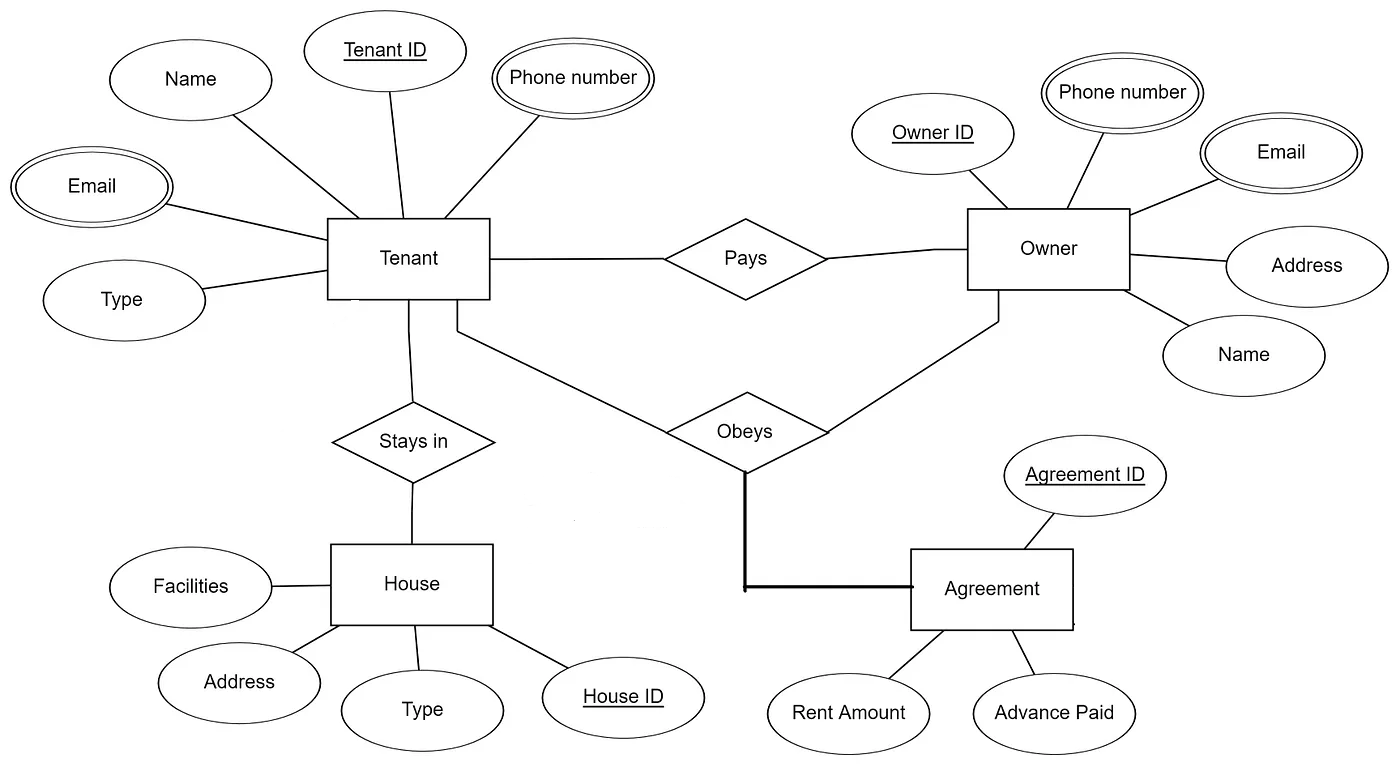 Tenant ID
Name
Phone number
Phone number
Owner ID
Email
Email
Tenant
Pays
Owner
Address
Type
Name
Stays in
Obeys
Agreement ID
House
Facilities
Agreement
Address
House ID
Type
Rent Amount
Advance Paid